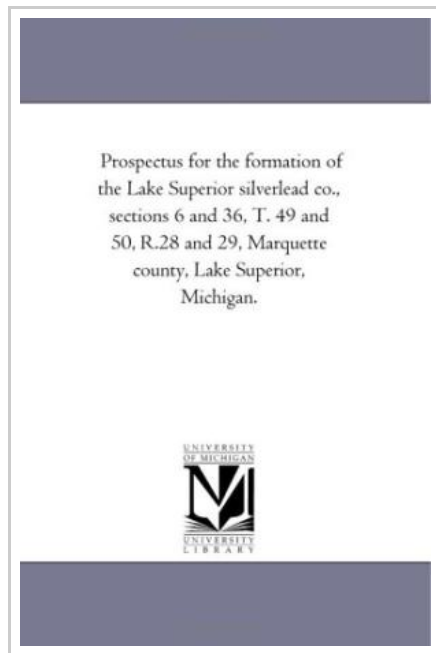 Prospectus for the formation of
the Lake Superior silverlead co.,
sections 6 and 36, T. 49 and
50, R.28 and 29, Marquette
county, Lake Superior,
Michigan.
UNIVERSITY
OF MICHIGAN
M
UNIVERSITY
LIBRARY